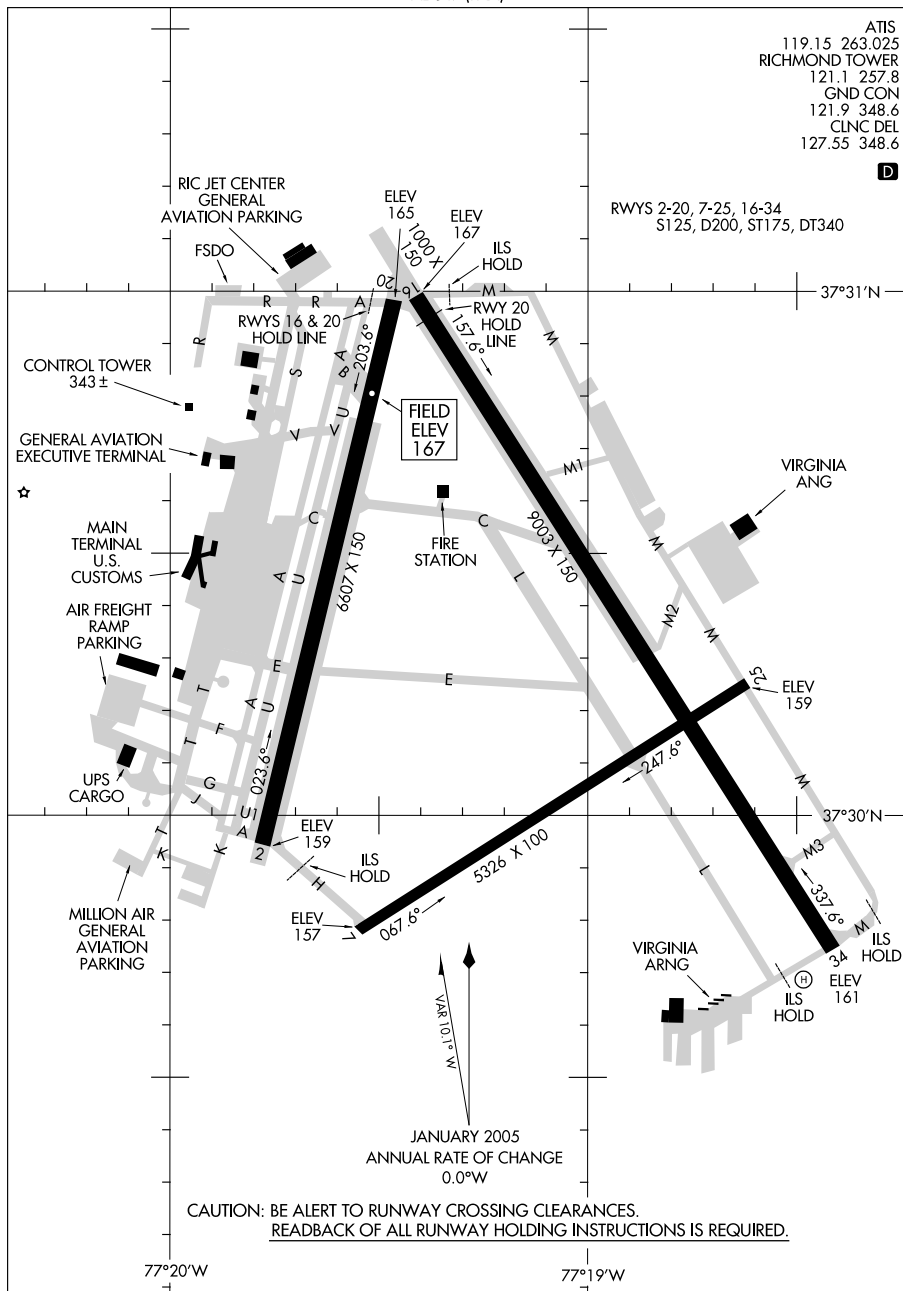 ATIS
119.15 263.025
RICHMOND TOWER
121.1 257.8
GND CON
121.9 348.6
CLNC DEL
127.55 348.6
D
RWYS 2-20, 7-25, 16-34
S125, D200, ST175, DT340
RIC JET CENTER
GENERAL
AVIATION PARKING
FSDO
ELEV
165
1000 X
150
ELEV
167
ILS
HOLD
37°31'N
R
R
A
20
16
M
RWYS 16 & 20
HOLD LINE
RWY 20
HOLD
LINE
203.6°
157.6°
R
S
A
B
M
CONTROL TOWER
343 ±
FIELD
ELEV
167
U
V
V
GENERAL AVIATION
EXECUTIVE TERMINAL
M1
VIRGINIA
ANG
FIRE
STATION
C
C
MAIN
TERMINAL
U.S.
CUSTOMS
6607 X 150
9003 X 150
M
L
A
U
AIR FREIGHT
RAMP
PARKING
M2
M
E
E
T
A
U
25
ELEV
159
F
T
023.6°
247.6°
UPS
CARGO
G
J
U1
M
37°30'N
T
K
K
A
2
ELEV
159
5326 X 100
M3
ILS
HOLD
H
L
337.6°
MILLION AIR
GENERAL
AVIATION
PARKING
ELEV
157
7
067.6°
M
ILS
HOLD
34
ELEV
161
VIRGINIA
ARNG
H
ILS
HOLD
VAR 10.1° W
JANUARY 2005
ANNUAL RATE OF CHANGE
0.0°W
CAUTION: BE ALERT TO RUNWAY CROSSING CLEARANCES.
READBACK OF ALL RUNWAY HOLDING INSTRUCTIONS IS REQUIRED.
77°20'W
77°19'W